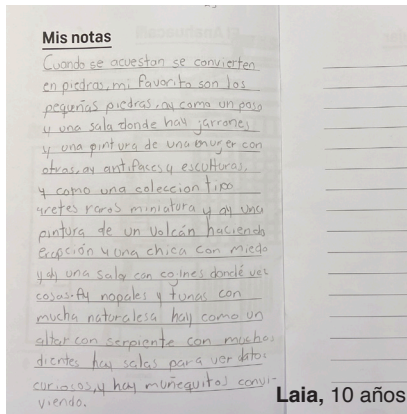 Mis notas
Cuando se acuestan se convierten
en piedras, mi favorito son los
pequeñas piedras, ay como un paso
y una sala donde hay jarrones
y una pintura de una mujer con
otras, ay antifaces y esculturas.
y como una coleccion tipo
aretes raros miniatura y ay una
pintura de un volcán haciendo
erupción y una chica con miedo
y ay una sala con cojines donde ves
cosas. Ay nopales y tunas con
mucha naturalesa hay como un
altar con serpiente con muchos
dientes hay salas para ver datos
curiosos, y hay muñequitos convi-
viendo.
Laia, 10 años